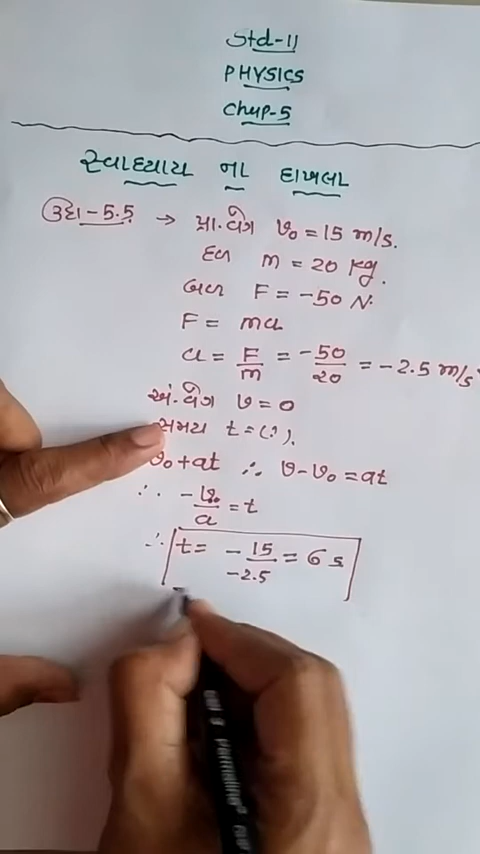 Std-11
PHYSICS
Chap-5
સ્વાધ્યાય ના દાખલા
ઉદા-5.5 → પ્રા.વેગ v₀ = 15 m/s.
દળ m = 20 kg.
બળ F = -50 N.
F = ma
a = F/m = -50/20 = -2.5 m/s
અં.વેગ v = 0
સમય t = (?).
v₀ + at ∴ v - v₀ = at
∴ -v₀/a = t
∴ t = -15/-2.5 = 6 s